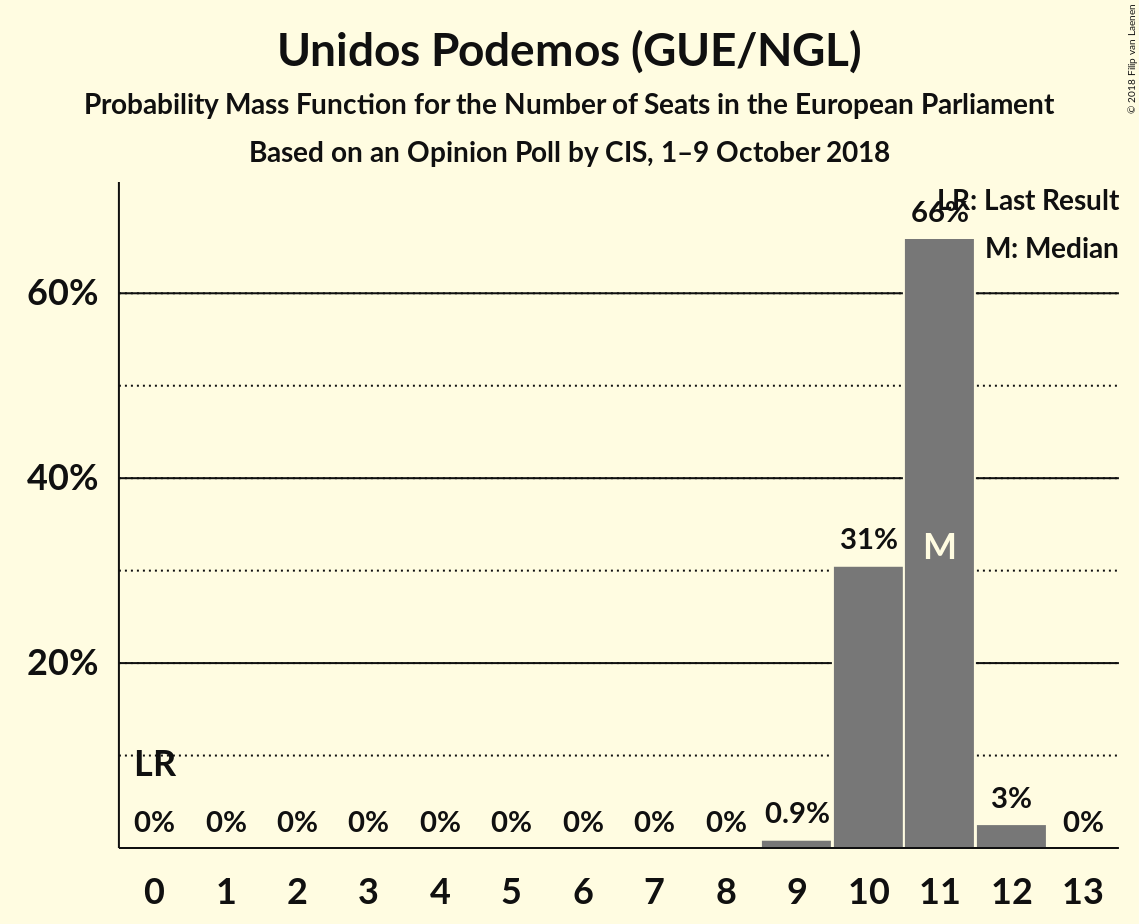 Unidos Podemos (GUE/NGL)
Probability Mass Function for the Number of Seats in the European Parliament
Based on an Opinion Poll by CIS, 1–9 October 2018
© 2018 Filip van Laenen
LR: Last Result
M: Median
66%
60%
40%
31%
M
20%
LR
0% 0% 0% 0% 0% 0% 0% 0% 0% 0.9% 3% 0%
0 1 2 3 4 5 6 7 8 9 10 11 12 13